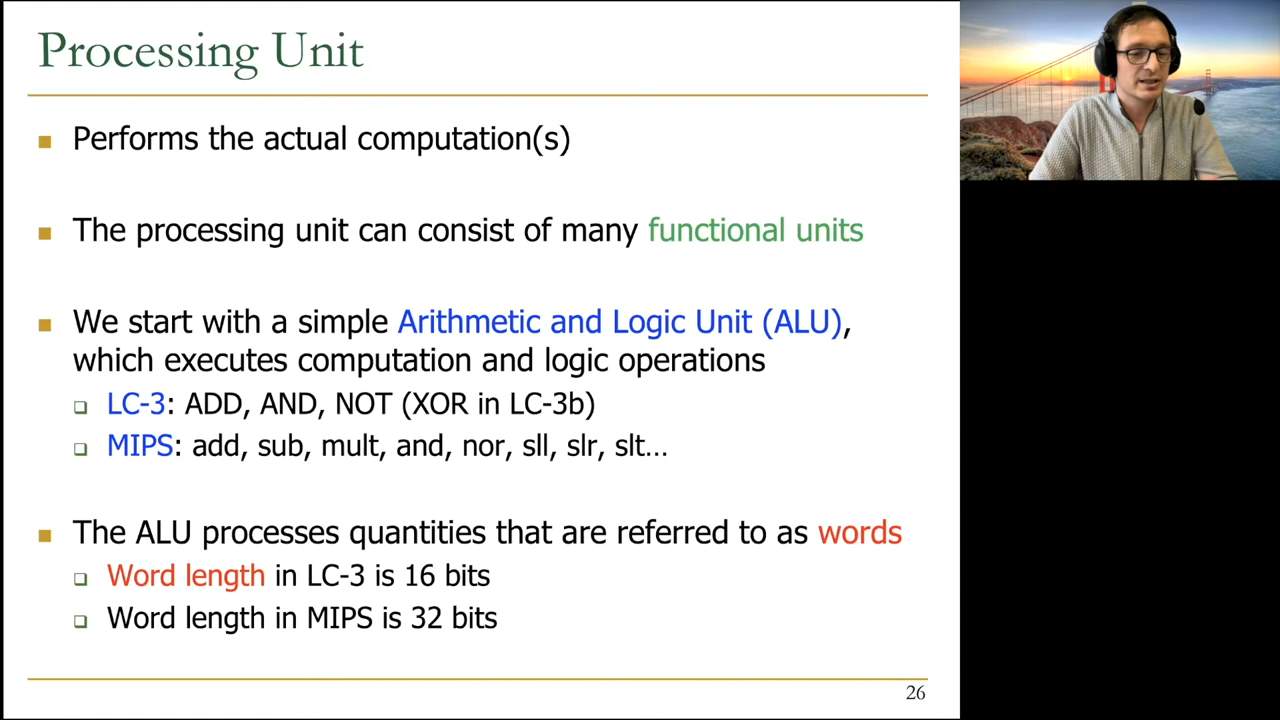 Processing Unit
Performs the actual computation(s)
The processing unit can consist of many functional units
We start with a simple Arithmetic and Logic Unit (ALU),
which executes computation and logic operations
LC-3: ADD, AND, NOT (XOR in LC-3b)
MIPS: add, sub, mult, and, nor, sll, slr, slt…
The ALU processes quantities that are referred to as words
Word length in LC-3 is 16 bits
Word length in MIPS is 32 bits
26